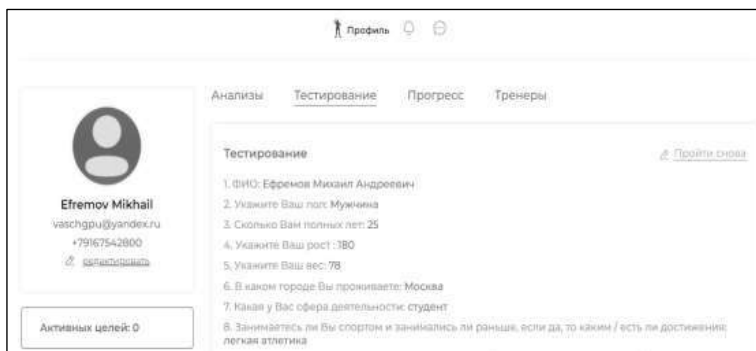 Профиль
Анализы Тестирование Прогресс Тренеры
Тестирование
Пройти снова
1. ФИО: Ефремов Михаил Андреевич
2. Укажите Ваш пол: Мужчина
3. Сколько Вам полных лет: 25
4. Укажите Ваш рост : 180
5. Укажите Ваш вес: 78
6. В каком городе Вы проживаете: Москва
7. Какая у Вас сфера деятельности: студент
8. Занимаетесь ли Вы спортом и занимались ли раньше, если да, то каким / есть ли достижения:
легкая атлетика
Efremov Mikhail
vaschgpu@yandex.ru
+79167542800
редактировать
Активных целей: 0